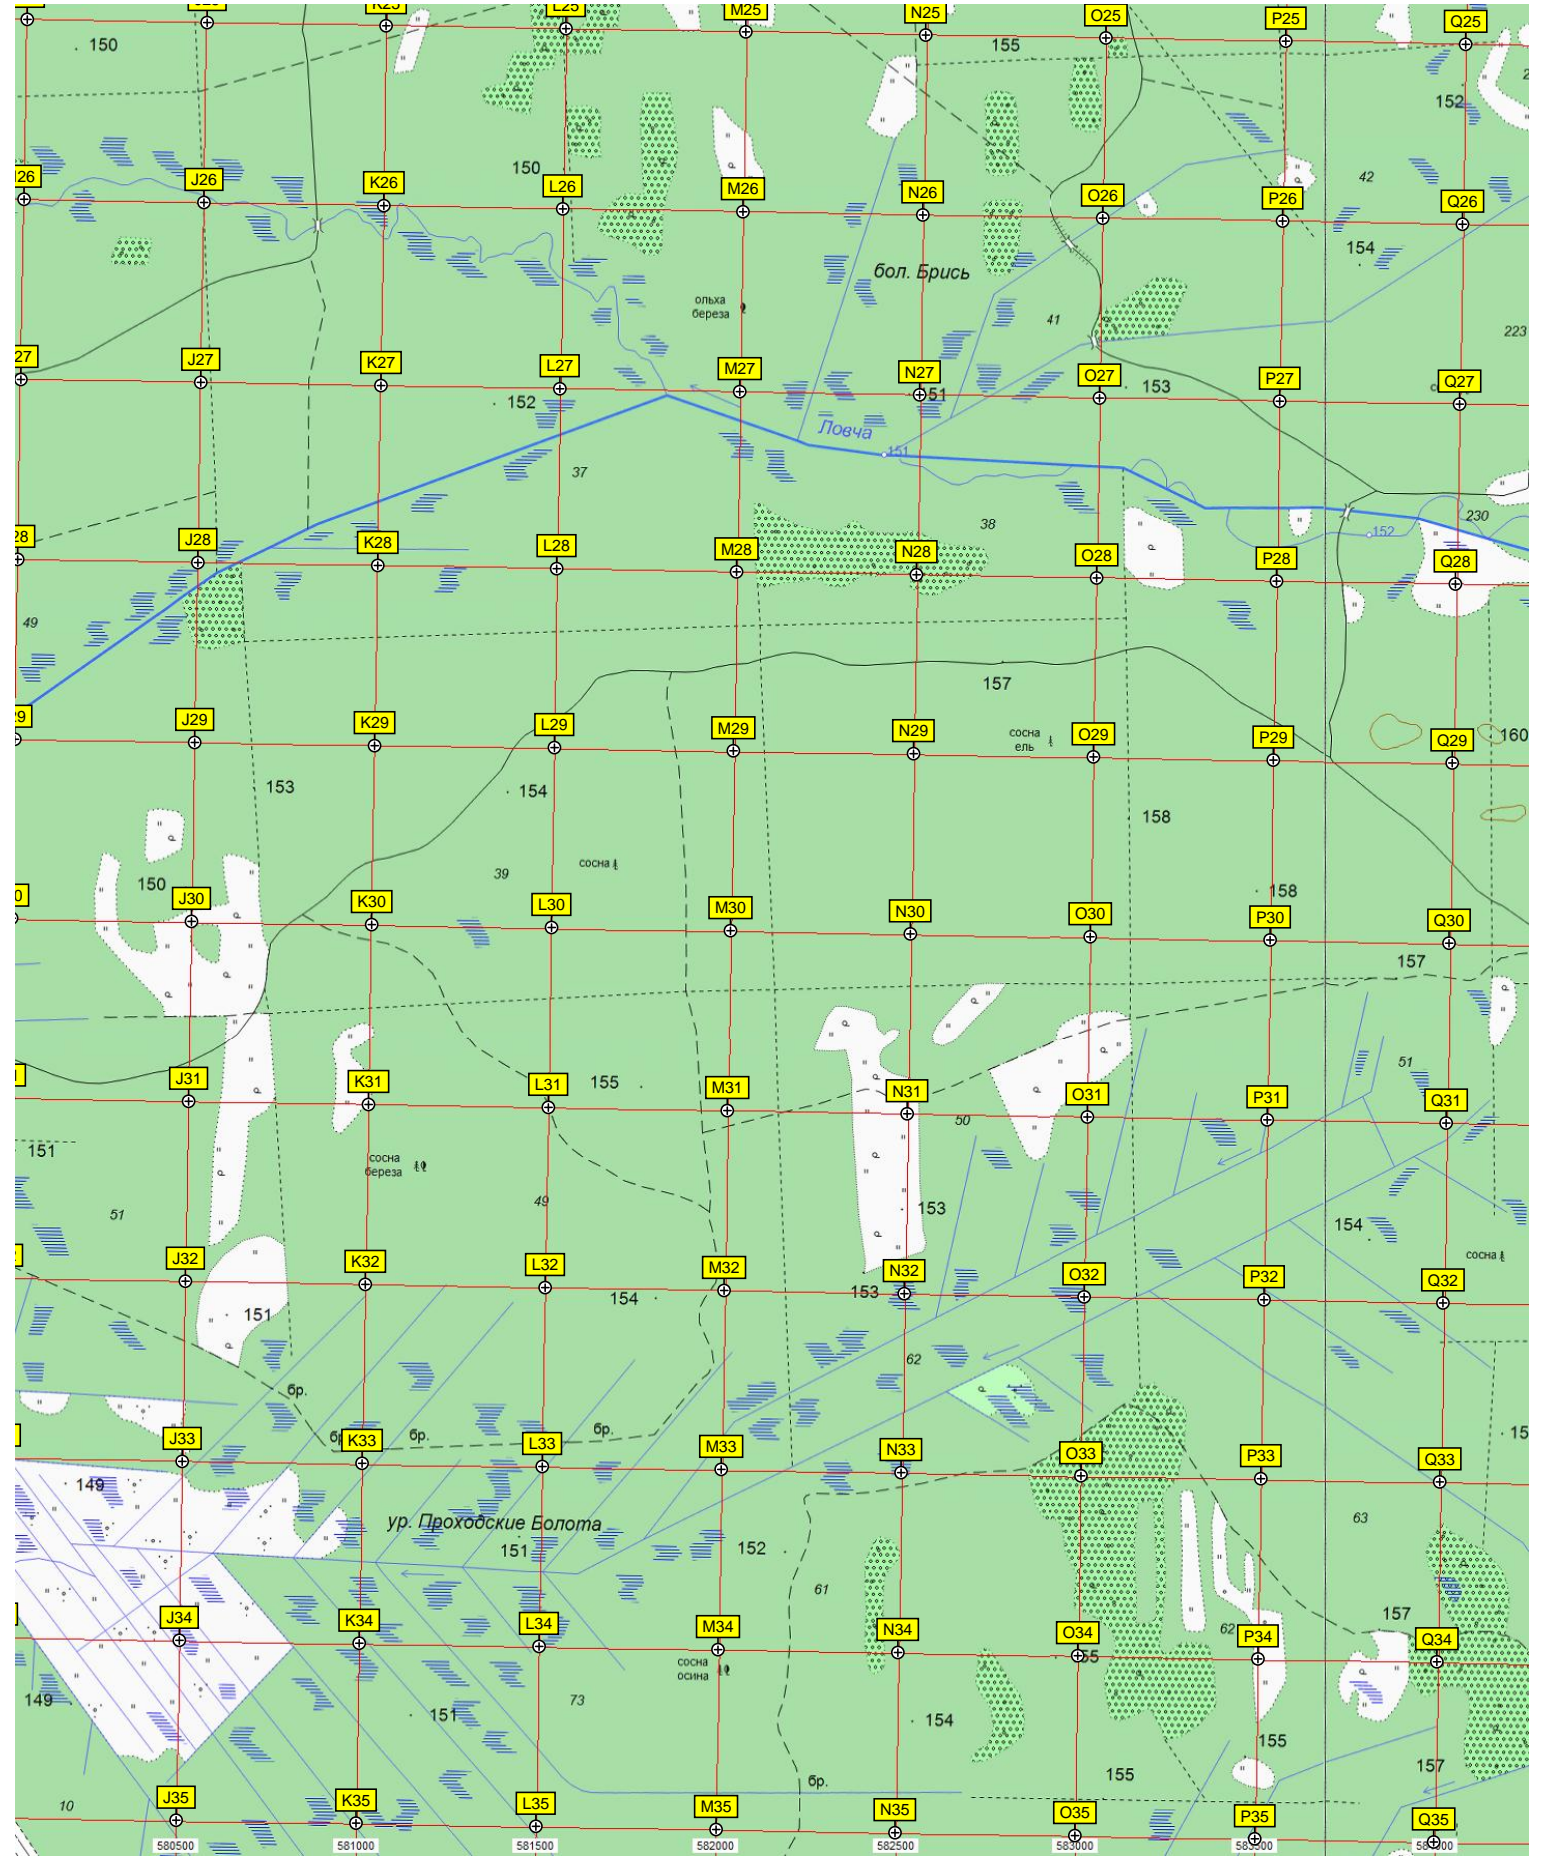 L25
M25
N25
O25
P25
Q25
150
155
152
150
J26
K26
L26
M26
N26
O26
P26
Q26
42
154
бол. Брись
ольха
береза
41
223
J27
K27
L27
M27
N27
O27
P27
Q27
152
153
Ловча
151
37
38
230
152
J28
K28
L28
M28
N28
O28
P28
Q28
49
157
J29
K29
L29
M29
N29
O29
P29
Q29
сосна
ель
160
153
154
158
39
сосна
150
158
J30
K30
L30
M30
N30
O30
P30
Q30
157
51
J31
K31
L31
M31
N31
O31
P31
Q31
155
50
151
сосна
береза
49
51
153
154
сосна
J32
K32
L32
M32
N32
O32
P32
Q32
154
153
151
62
бр.
бр.
бр.
J33
K33
L33
M33
N33
O33
P33
Q33
149
ур. Проходские Болота
151
152
63
61
157
62
J34
K34
L34
M34
N34
O34
P34
Q34
сосна
осина
149
73
151
154
155
155
157
бр.
10
J35
K35
L35
M35
N35
O35
P35
Q35
580500
581000
581500
582000
582500
583000